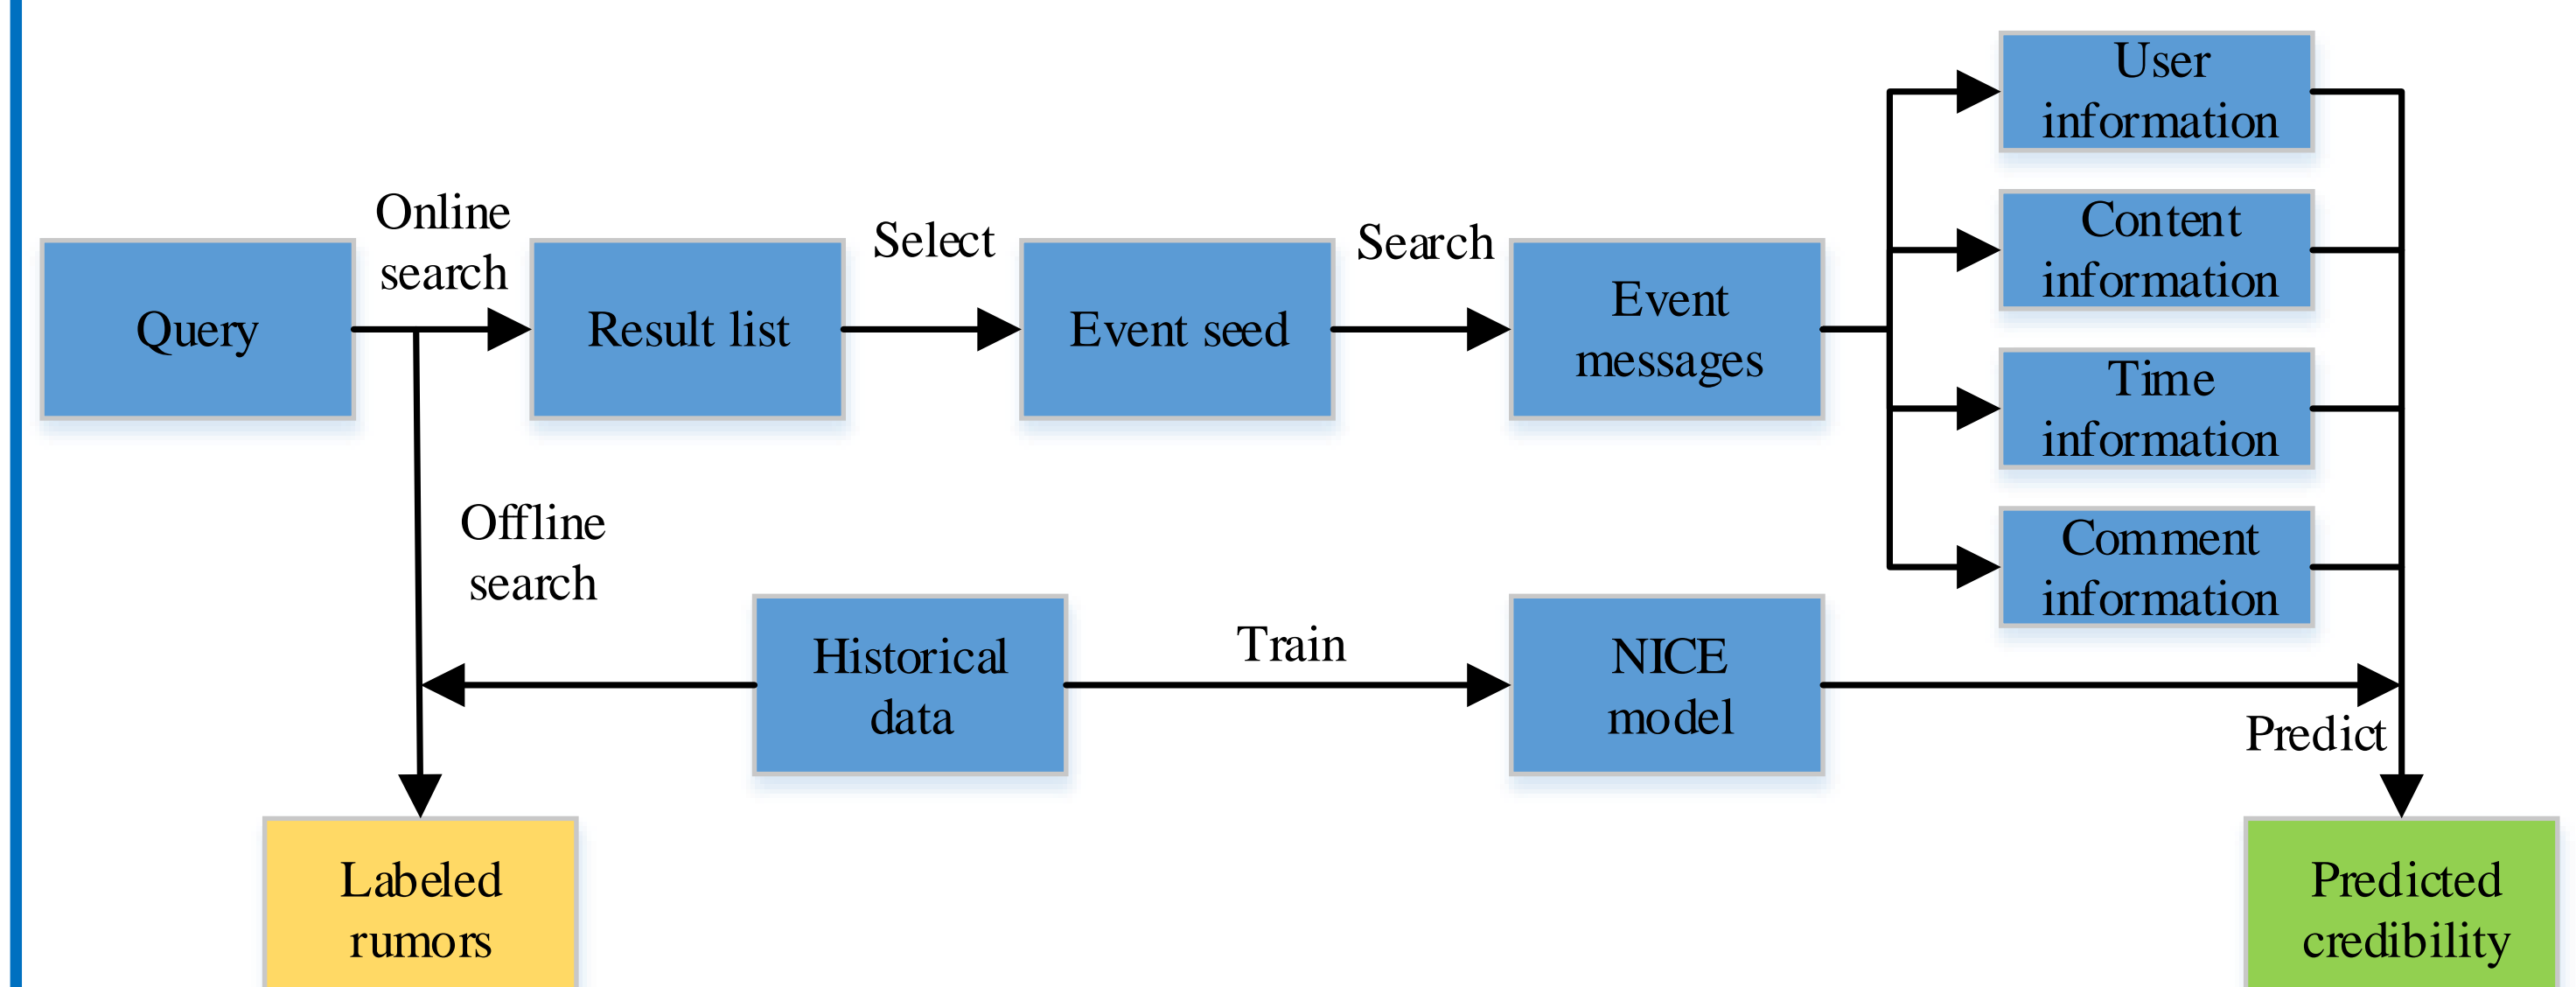 User
information
Online
search
Select
Search
Content
information
Query
Result list
Event seed
Event
messages
Time
information
Offline
search
Comment
information
Historical
data
Train
NICE
model
Predict
Labeled
rumors
Predicted
credibility